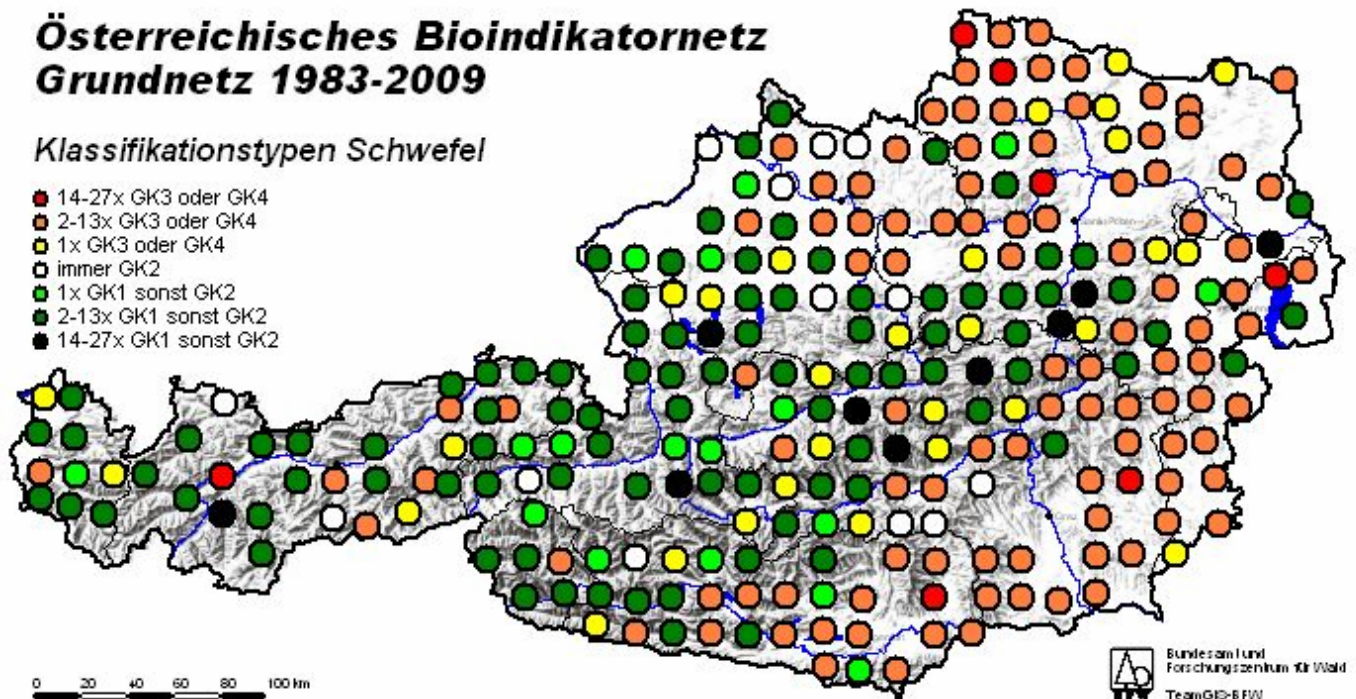 Österreichisches Bioindikatornetz
Grundnetz 1983-2009
Klassifikationstypen Schwefel
14-27x GK3 oder GK4
2-13x GK3 oder GK4
1x GK3 oder GK4
immer GK2
1x GK1 sonst GK2
2-13x GK1 sonst GK2
14-27x GK1 sonst GK2
0 20 40 60 80 100 km
Bundesamt und
Forschungszentrum für Wald
TeamGIS-BFW